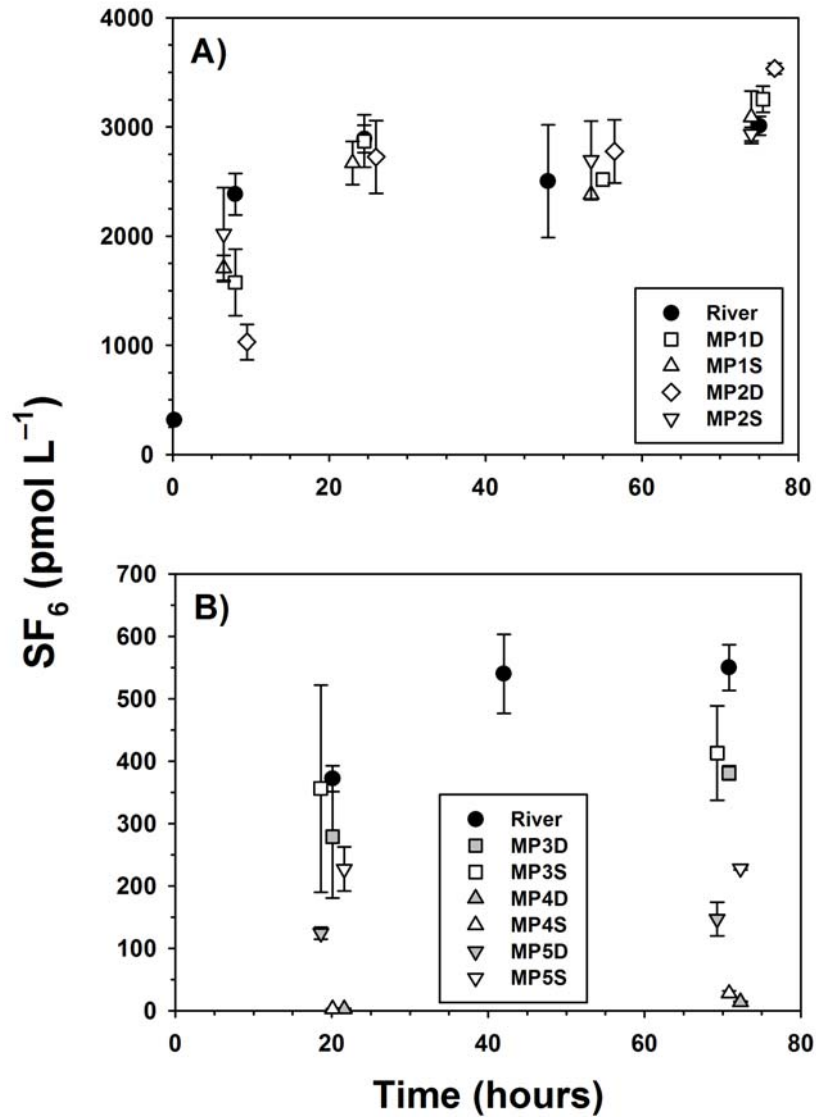 SF6 (pmol L−1)
A)
4000
3000
2000
1000
0
0 20 40 60 80
River
MP1D
MP1S
MP2D
MP2S
B)
700
600
500
400
300
200
100
0
0 20 40 60 80
River
MP3D
MP3S
MP4D
MP4S
MP5D
MP5S
Time (hours)